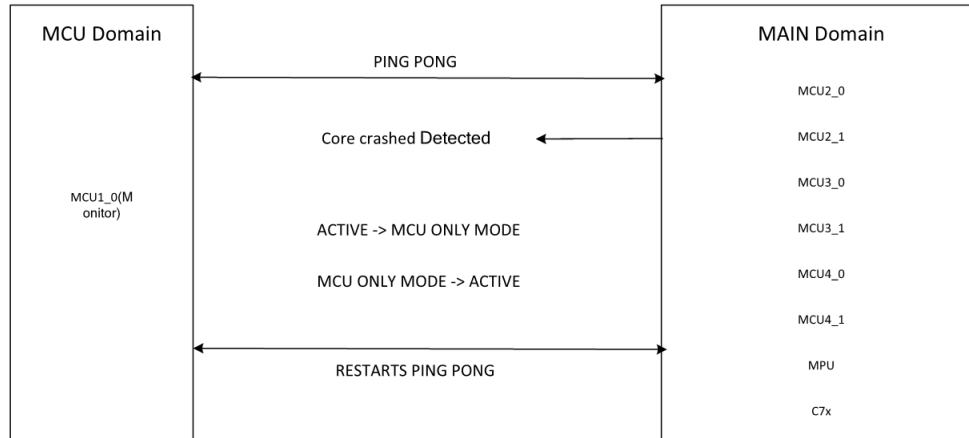 MCU Domain
MAIN Domain
PING PONG
MCU2_0
Core crashed Detected
MCU2_1
MCU3_0
MCU1_0(M
onitor)
ACTIVE -> MCU ONLY MODE
MCU3_1
MCU ONLY MODE -> ACTIVE
MCU4_0
MCU4_1
RESTARTS PING PONG
MPU
C7x